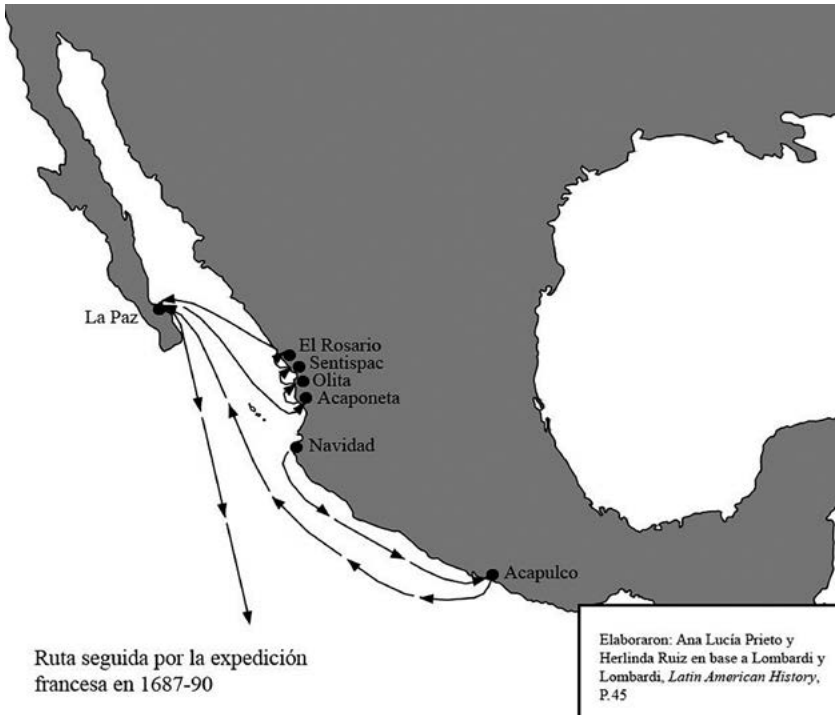 La Paz
El Rosario
Sentispac
Olita
Acaponeta
Navidad
Acapulco
Ruta seguida por la expedición
francesa en 1687-90
Elaboraron: Ana Lucía Prieto y
Herlinda Ruiz en base a Lombardi y
Lombardi, Latin American History,
P.45